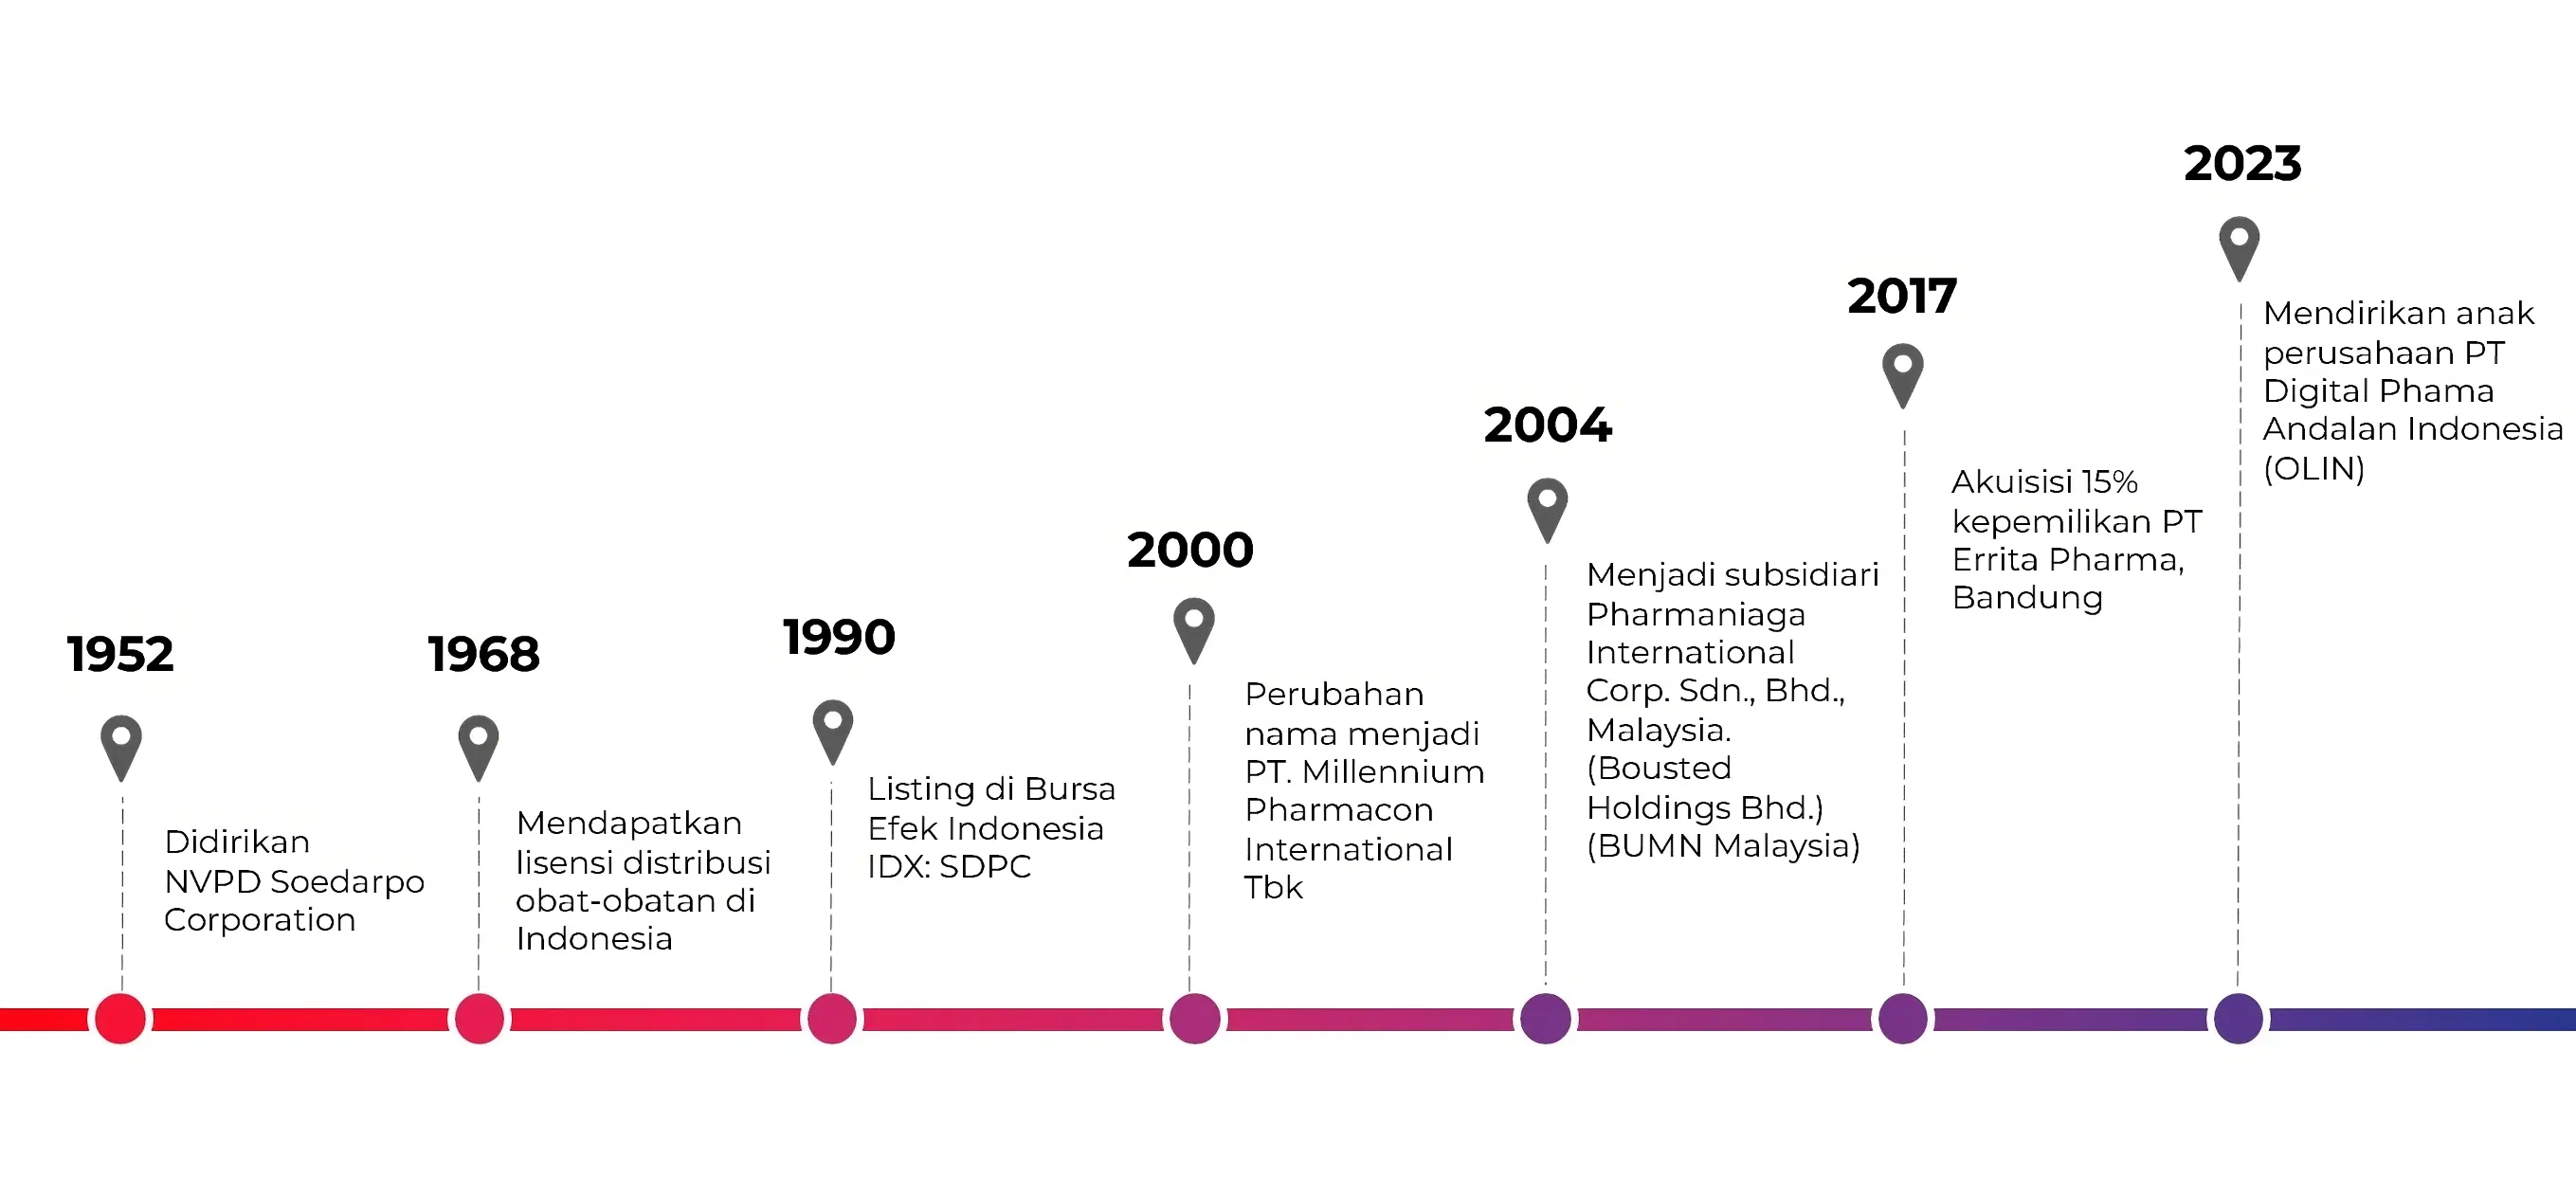 1952
Didirikan
NVPD Soedarpo
Corporation
1968
Mendapatkan
lisensi distribusi
obat-obatan di
Indonesia
1990
Listing di Bursa
Efek Indonesia
IDX: SDPC
2000
Perubahan
nama menjadi
PT. Millennium
Pharmacon
International
Tbk
2004
Menjadi subsidiari
Pharmaniaga
International
Corp. Sdn., Bhd.,
Malaysia.
(Bousted
Holdings Bhd.)
(BUMN Malaysia)
2017
Akuisisi 15%
kepemilikan PT
Errita Pharma,
Bandung
2023
Mendirikan anak
perusahaan PT
Digital Phama
Andalan Indonesia
(OLIN)